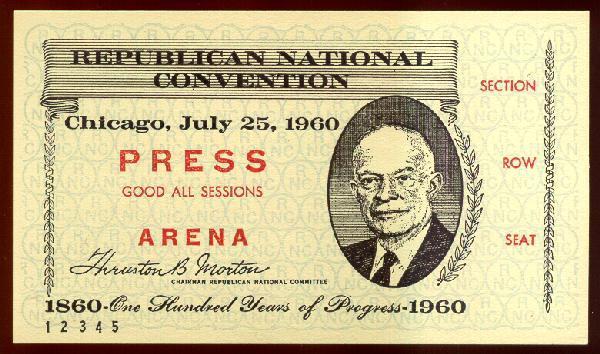 REPUBLICAN NATIONAL
CONVENTION
Chicago, July 25, 1960
PRESS
GOOD ALL SESSIONS
ARENA
Thruston B. Morton
CHAIRMAN REPUBLICAN NATIONAL COMMITTEE
1860-One Hundred Years of Progress-1960
12345
SECTION
ROW
SEAT